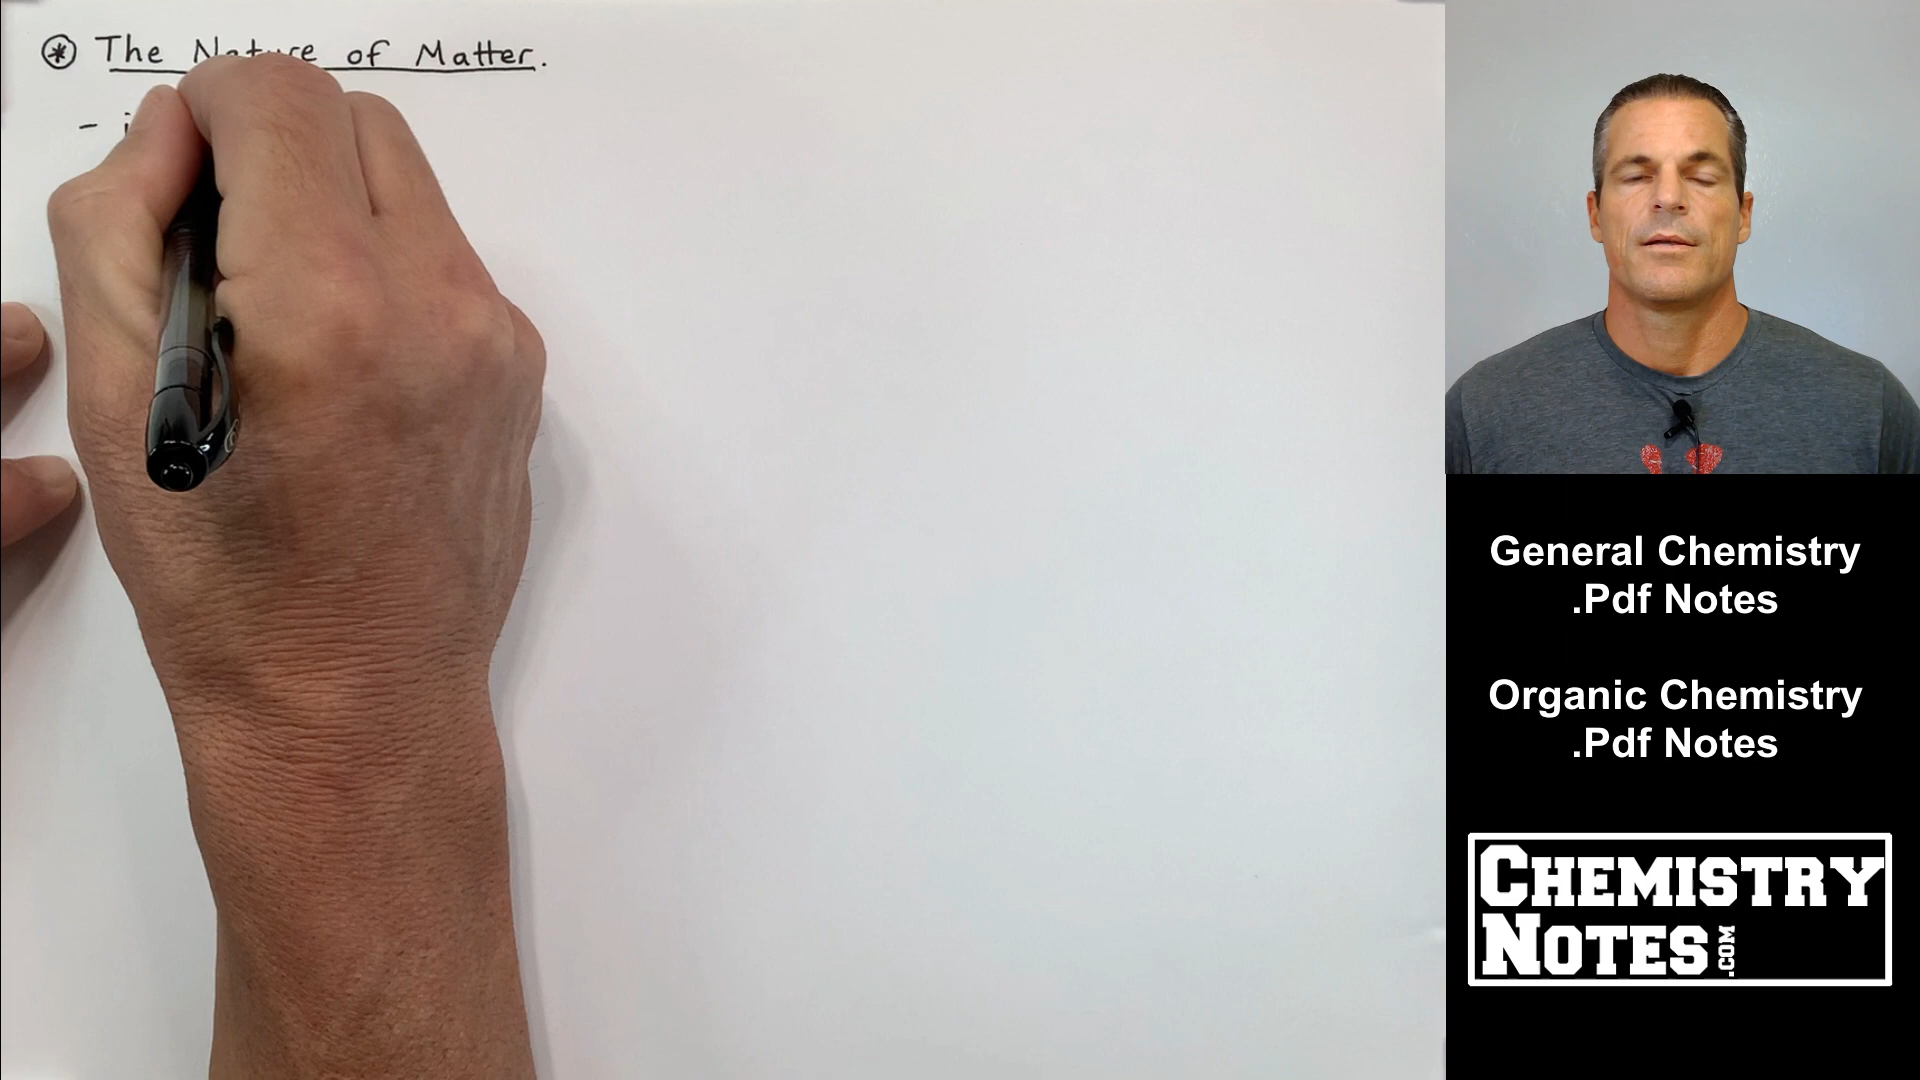 * The Nature of Matter.
- i
General Chemistry
.Pdf Notes
Organic Chemistry
.Pdf Notes
CHEMISTRY
NOTES.COM